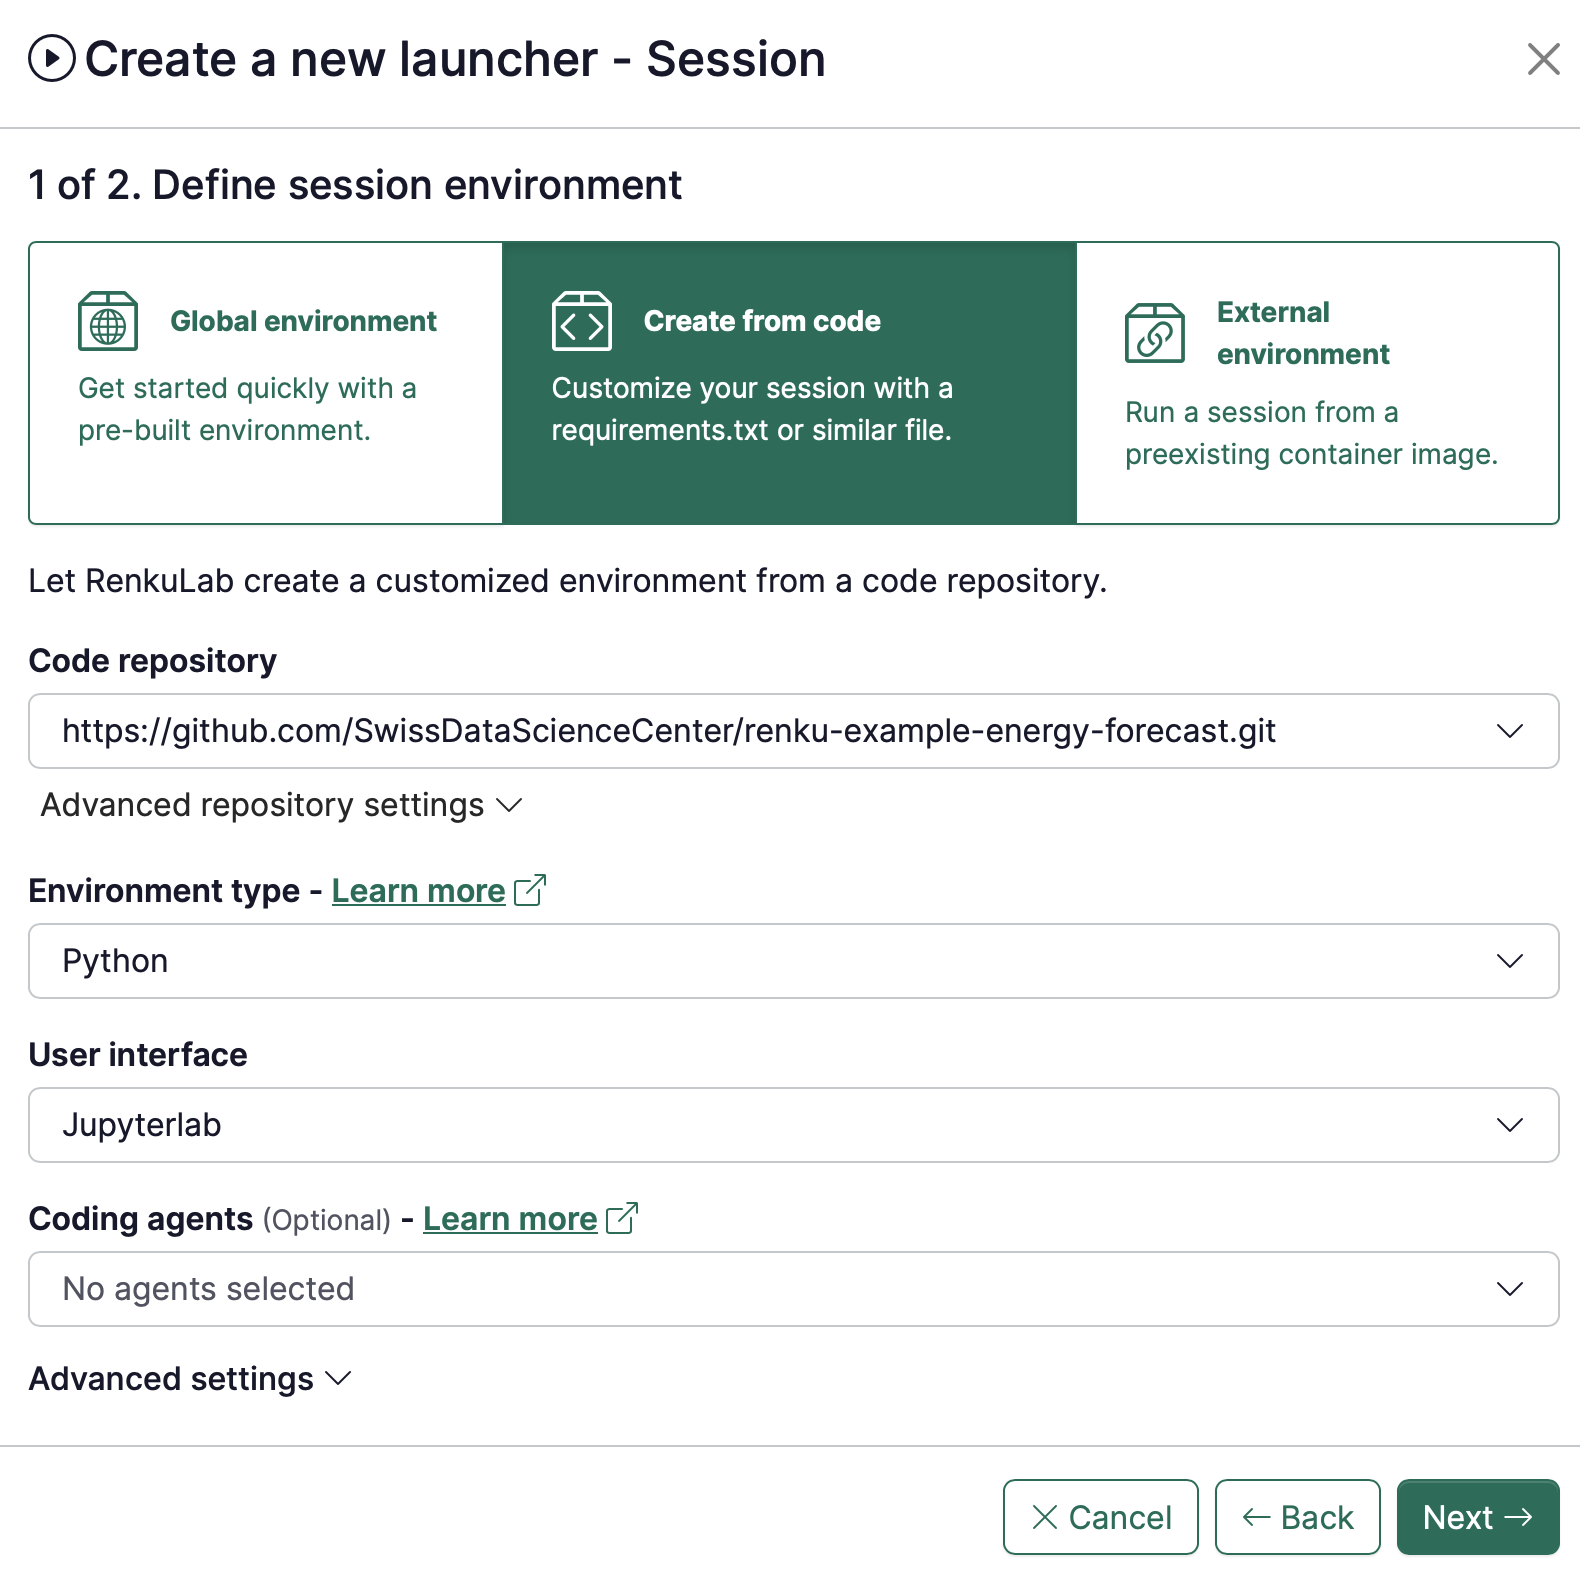 Create a new launcher - Session
1 of 2. Define session environment
Global environment
Get started quickly with a
pre-built environment.
Create from code
Customize your session with a
requirements.txt or similar file.
External
environment
Run a session from a
preexisting container image.
Let RenkuLab create a customized environment from a code repository.
Code repository
https://github.com/SwissDataScienceCenter/renku-example-energy-forecast.git
Advanced repository settings
Environment type - Learn more
Python
User interface
Jupyterlab
Coding agents (Optional) - Learn more
No agents selected
Advanced settings
Cancel
Back
Next